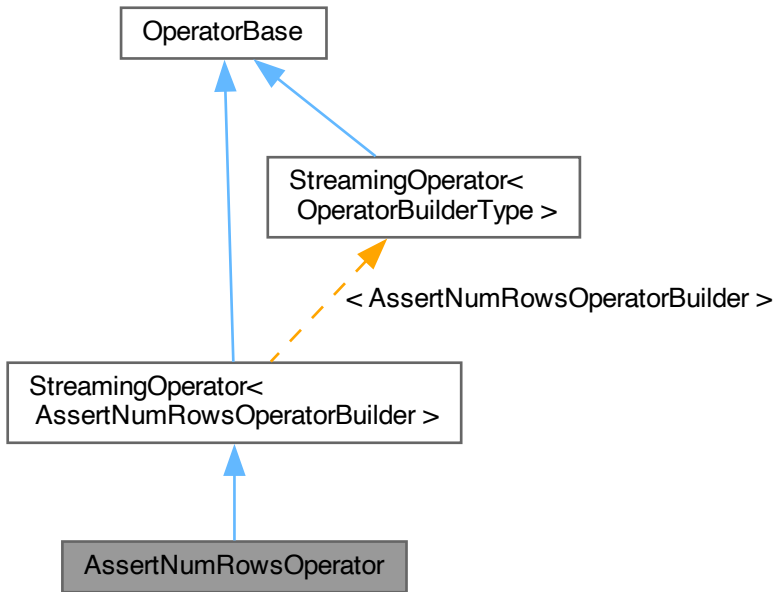 OperatorBase
StreamingOperator<
OperatorBuilderType >
< AssertNumRowsOperatorBuilder >
StreamingOperator<
AssertNumRowsOperatorBuilder >
AssertNumRowsOperator